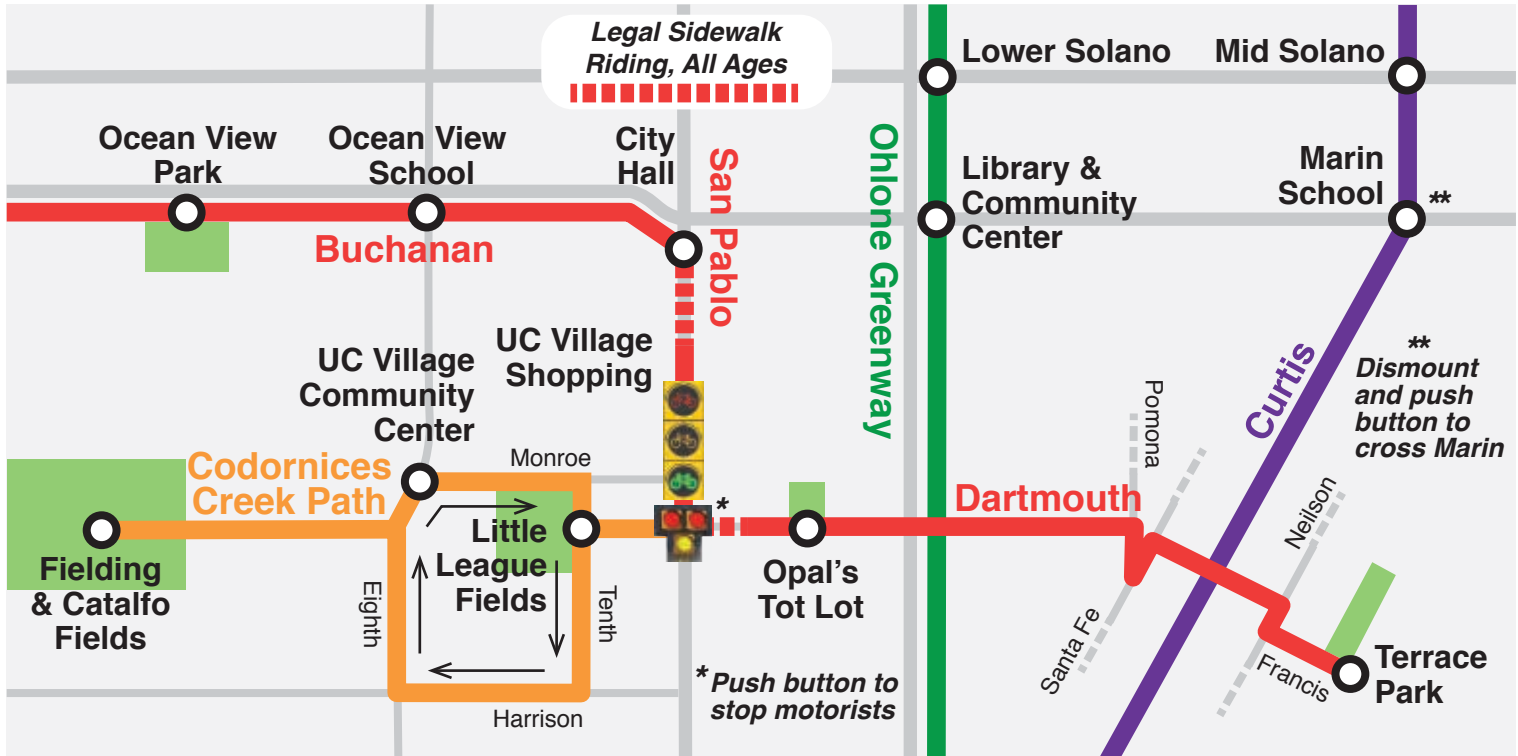 Legal Sidewalk
Riding, All Ages
Lower Solano
Mid Solano
Ocean View
Park
Ocean View
School
City
Hall
San Pablo
Ohlone Greenway
Library &
Community
Center
Marin
School
**
Buchanan
UC Village
Shopping
UC Village
Community
Center
**
Dismount
and push
button to
cross Marin
Curtis
Pomona
Codornices
Creek Path
Monroe
*
Dartmouth
Neilson
Little
League
Fields
Fielding
& Catalfo
Fields
Eighth
Tenth
Opal's
Tot Lot
Santa Fe
Francis
Terrace
Park
* Push button to
stop motorists
Harrison